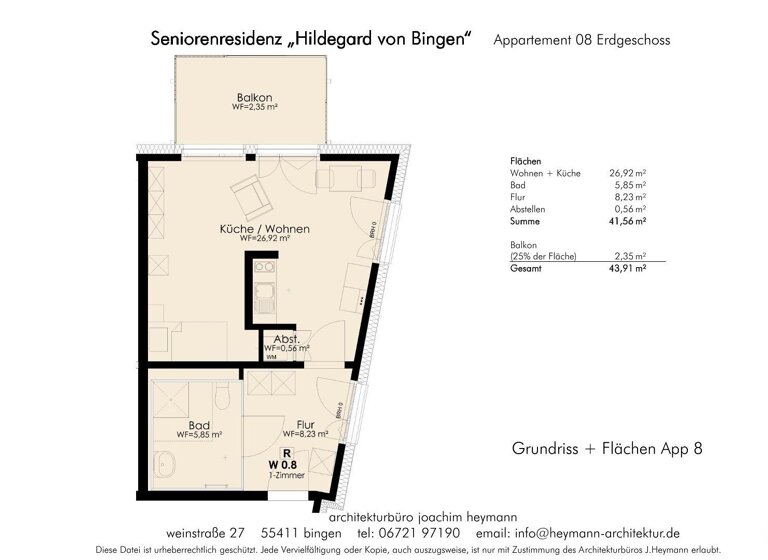 Seniorenresidenz „Hildegard von Bingen“ Appartement 08 Erdgeschoss
Balkon
WF=2,35 m²
Flächen
Wohnen + Küche 26,92 m²
Bad 5,85 m²
Flur 8,23 m²
Abstellen 0,56 m²
Summe 41,56 m²
Balkon
(25% der Fläche) 2,35 m²
Gesamt 43,91 m²
Küche / Wohnen
WF=26,92 m²
BRH 0
Abst.
WF=0,56 m²
WM
BRH 0
Bad
WF=5,85 m²
Flur
WF=8,23 m²
R
W 0.8
1-Zimmer
Grundriss + Flächen App 8
architekturbüro joachim heymann
weinstraße 27 55411 bingen tel: 06721 97190 email: info@heymann-architektur.de
Diese Datei ist urheberrechtlich geschützt. Jede Vervielfältigung oder Kopie, auch auszugsweise, ist nur mit Zustimmung des Architekturbüros J.Heymann erlaubt.